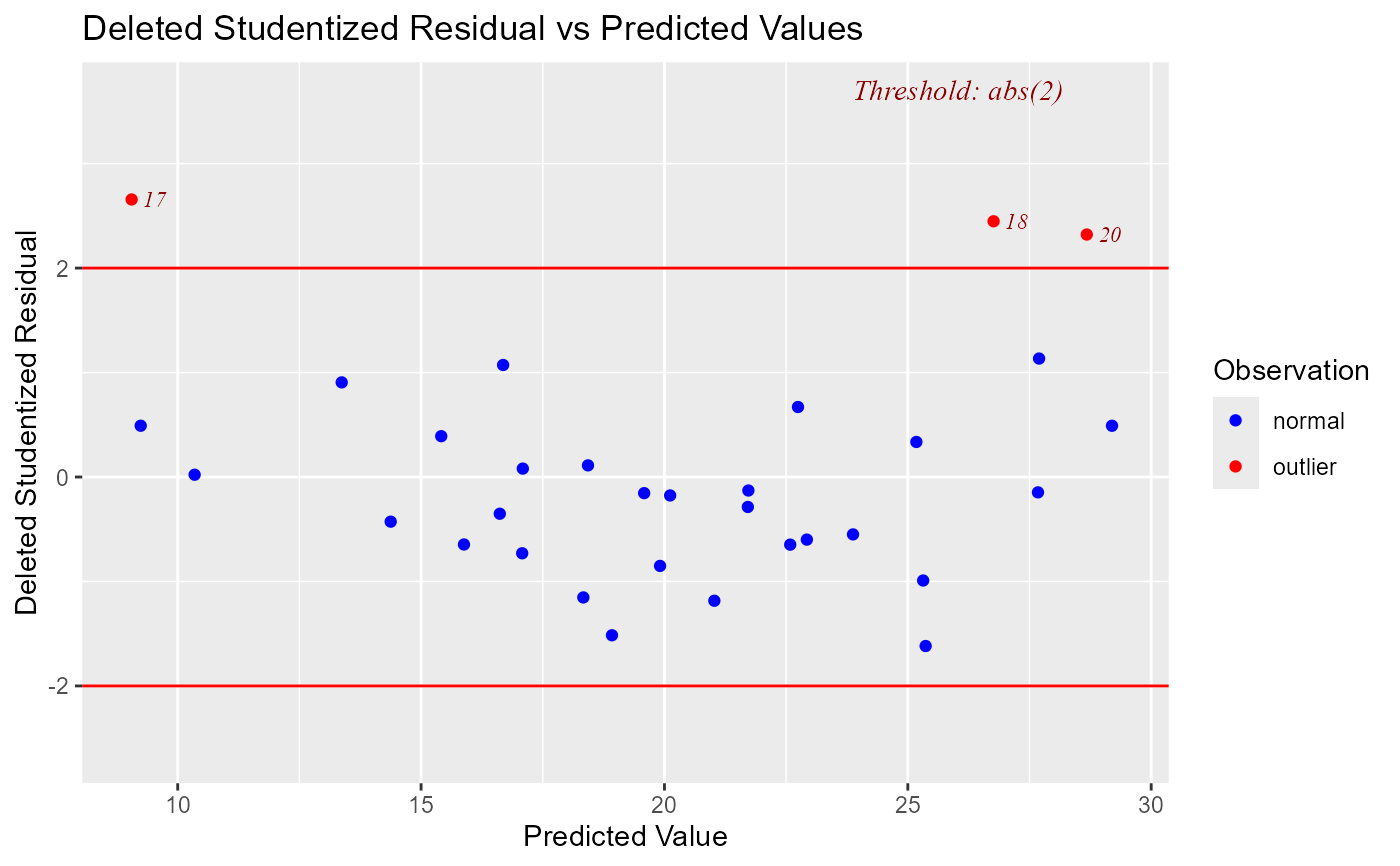 Deleted Studentized Residual vs Predicted Values
Threshold: abs(2)
17
18
20
2
0
-2
Deleted Studentized Residual
10 15 20 25 30
Predicted Value
Observation
normal
outlier